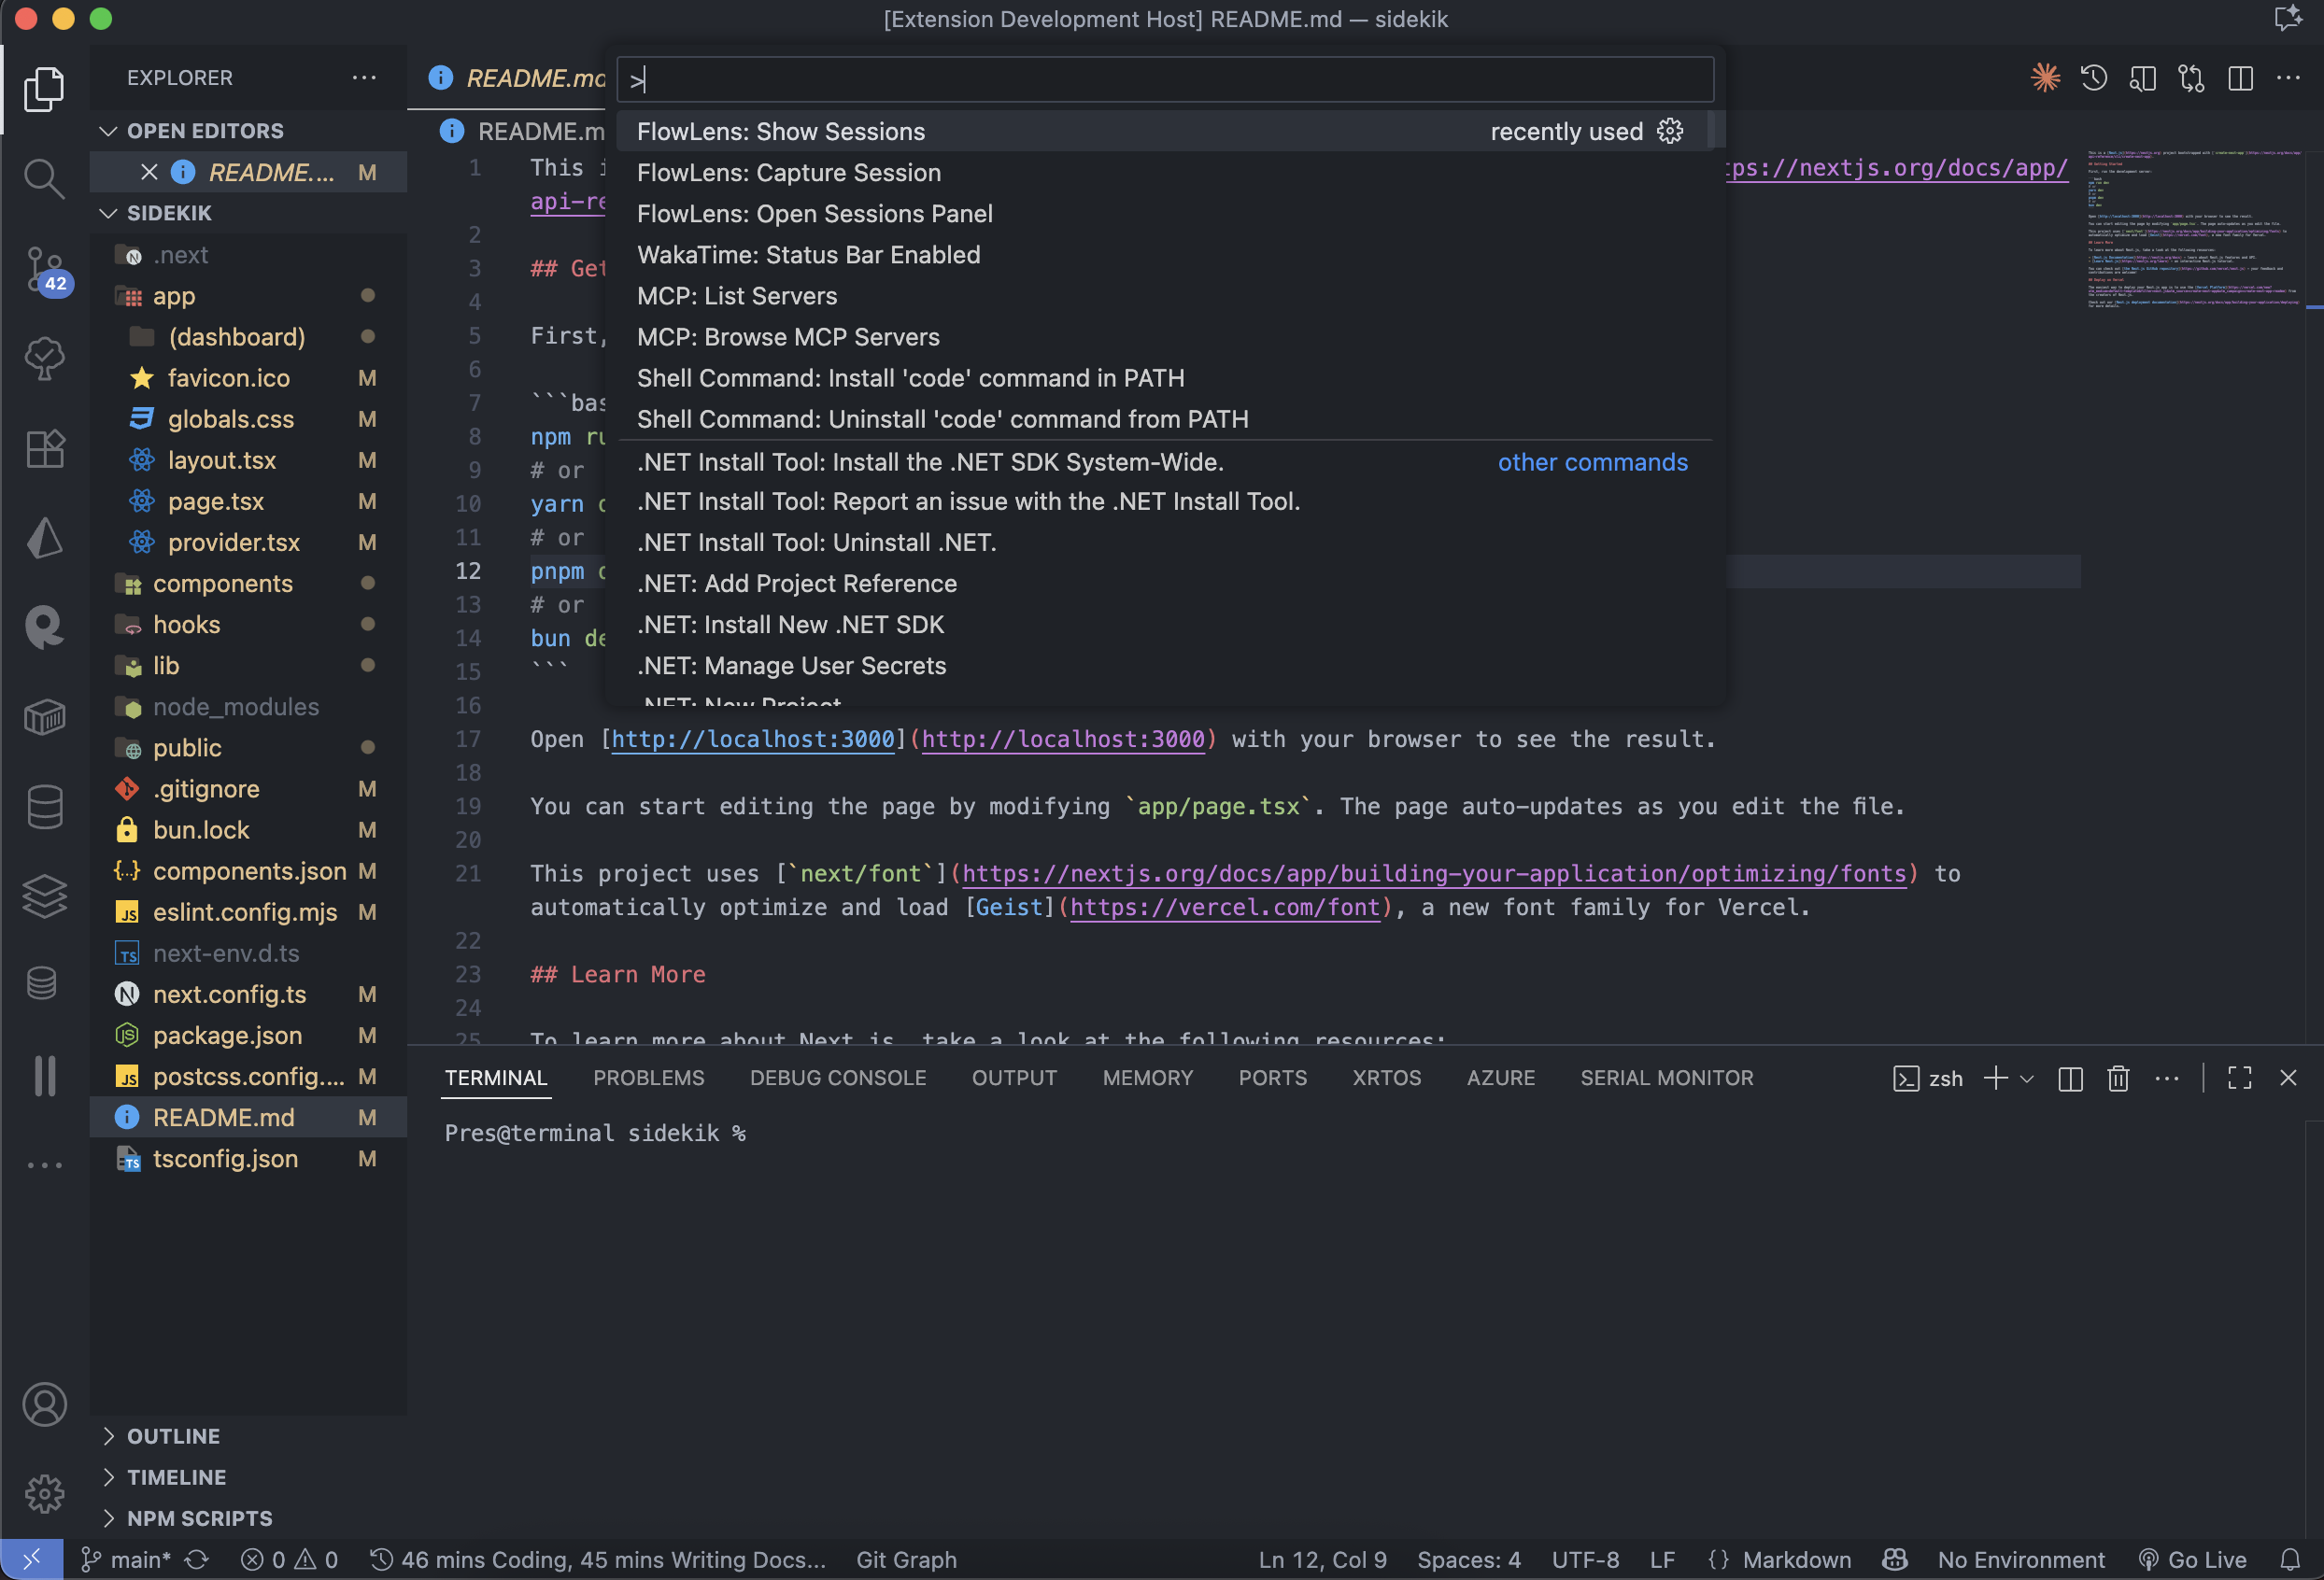 [Extension Development Host] README.md — sidekik
EXPLORER
OPEN EDITORS
README.... M
SIDEKIK
.next
app
(dashboard)
favicon.ico M
globals.css M
layout.tsx M
page.tsx M
provider.tsx M
components
hooks
lib
node_modules
public
.gitignore M
bun.lock M
components.json M
eslint.config.mjs M
next-env.d.ts
next.config.ts M
package.json M
postcss.config.... M
README.md M
tsconfig.json M
OUTLINE
TIMELINE
NPM SCRIPTS
42
README.md
README.m
>
FlowLens: Show Sessions recently used
FlowLens: Capture Session
FlowLens: Open Sessions Panel
WakaTime: Status Bar Enabled
MCP: List Servers
MCP: Browse MCP Servers
Shell Command: Install 'code' command in PATH
Shell Command: Uninstall 'code' command from PATH
.NET Install Tool: Install the .NET SDK System-Wide. other commands
.NET Install Tool: Report an issue with the .NET Install Tool.
.NET Install Tool: Uninstall .NET.
.NET: Add Project Reference
.NET: Install New .NET SDK
.NET: Manage User Secrets
.NET: New Project
1 This i tps://nextjs.org/docs/app/
api-re
2
3 ## Get
4
5 First,
6
7 ```bas
8 npm ru
9 # or
10 yarn d
11 # or
12 pnpm d
13 # or
14 bun de
15 ```
16
17 Open [http://localhost:3000](http://localhost:3000) with your browser to see the result.
18
19 You can start editing the page by modifying `app/page.tsx`. The page auto-updates as you edit the file.
20
21 This project uses [`next/font`](https://nextjs.org/docs/app/building-your-application/optimizing/fonts) to
automatically optimize and load [Geist](https://vercel.com/font), a new font family for Vercel.
22
23 ## Learn More
24
25 To learn more about Next.js, take a look at the following resources:
TERMINAL PROBLEMS DEBUG CONSOLE OUTPUT MEMORY PORTS XRTOS AZURE SERIAL MONITOR zsh
Pres@terminal sidekik %
main* 0 0 46 mins Coding, 45 mins Writing Docs... Git Graph Ln 12, Col 9 Spaces: 4 UTF-8 LF {} Markdown No Environment Go Live